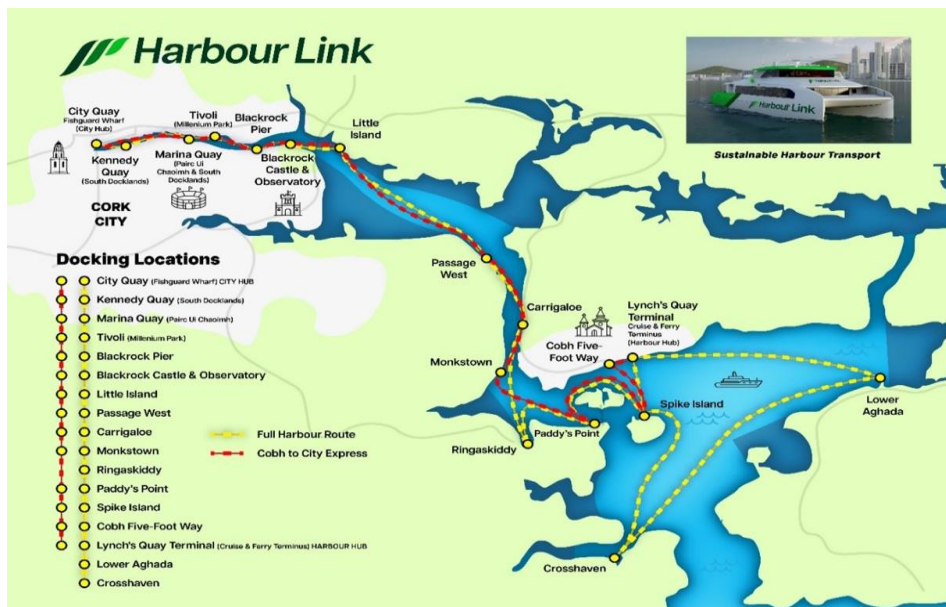 Harbour Link
Harbour Link
Sustalnable Harbour Transport
City Quay
Fishguard Wharf
(City Hub)
Kennedy
Quay
(South Docklands)
CORK
CITY
Tivoli
(Millenium Park)
Marina Quay
(Pairc Ui
Chaoimh & South
Docklands)
Blackrock
Pier
Blackrock
Castle &
Observatory
Little
Island
Passage
West
Carrigaloe
Monkstown
Ringaskiddy
Paddy's Point
Cobh Five-
Foot Way
Lynch's Quay
Terminal
Cruise & Ferry
Terminus
(Harbour Hub)
Spike Island
Lower
Aghada
Crosshaven
Docking Locations
City Quay (Fishguard Wharf) CITY HUB
Kennedy Quay (South Docklands)
Marina Quay (Pairc Ui Chaoimh)
Tivoli (Millenium Park)
Blackrock Pier
Blackrock Castle & Observatory
Little Island
Passage West
Carrigaloe
Monkstown
Ringaskiddy
Paddy's Point
Spike Island
Cobh Five-Foot Way
Lynch's Quay Terminal (Cruise & Ferry Terminus) HARBOUR HUB
Lower Aghada
Crosshaven
Full Harbour Route
Cobh to City Express